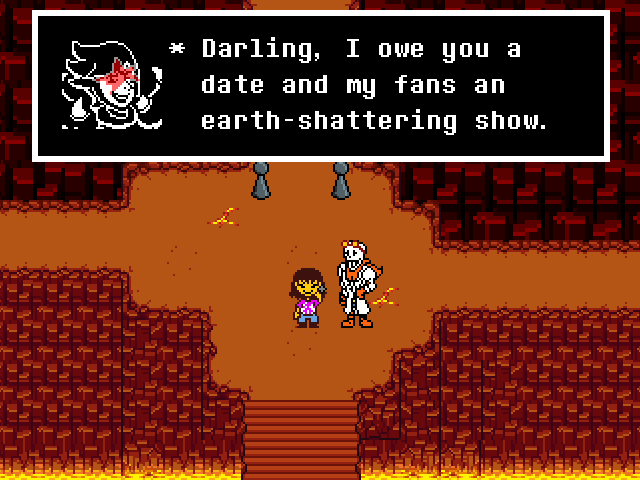 * Darling, I owe you a
date and my fans an
earth-shattering show.